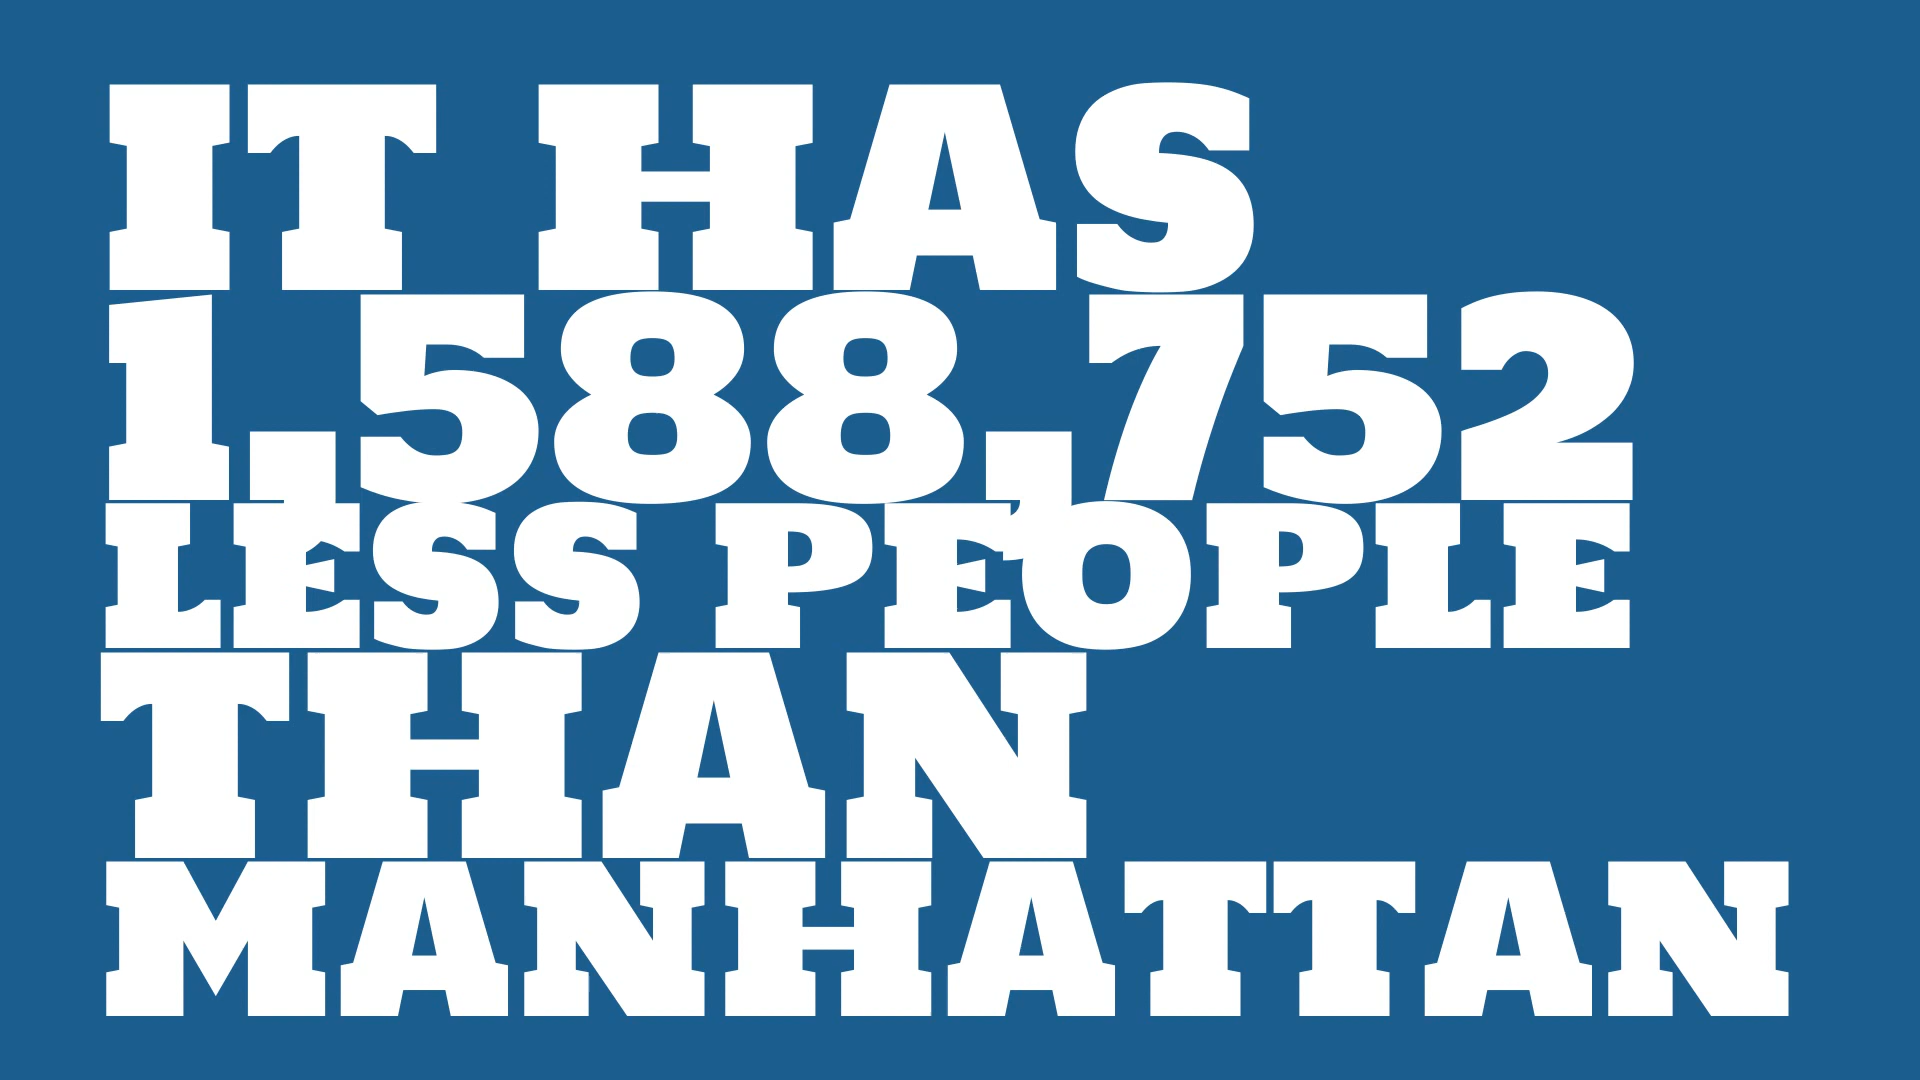 IT HAS
1,588,752
LESS PEOPLE
THAN
MANHATTAN